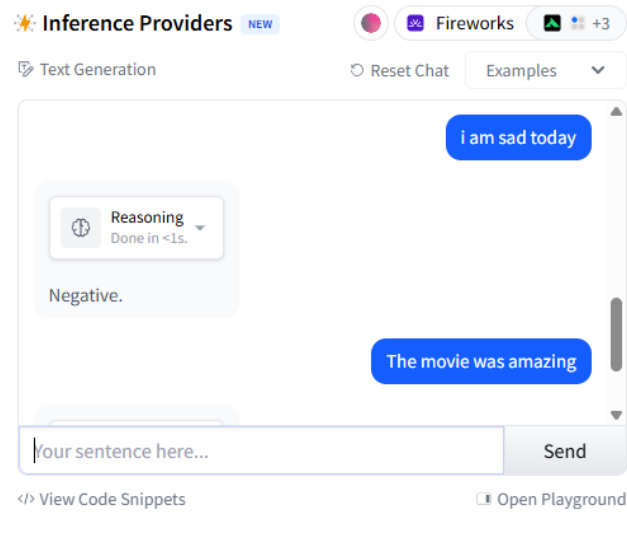 Inference Providers NEW Fireworks +3
Text Generation Reset Chat Examples
i am sad today
Reasoning
Done in <1s.
Negative.
The movie was amazing
Your sentence here... Send
</> View Code Snippets Open Playground